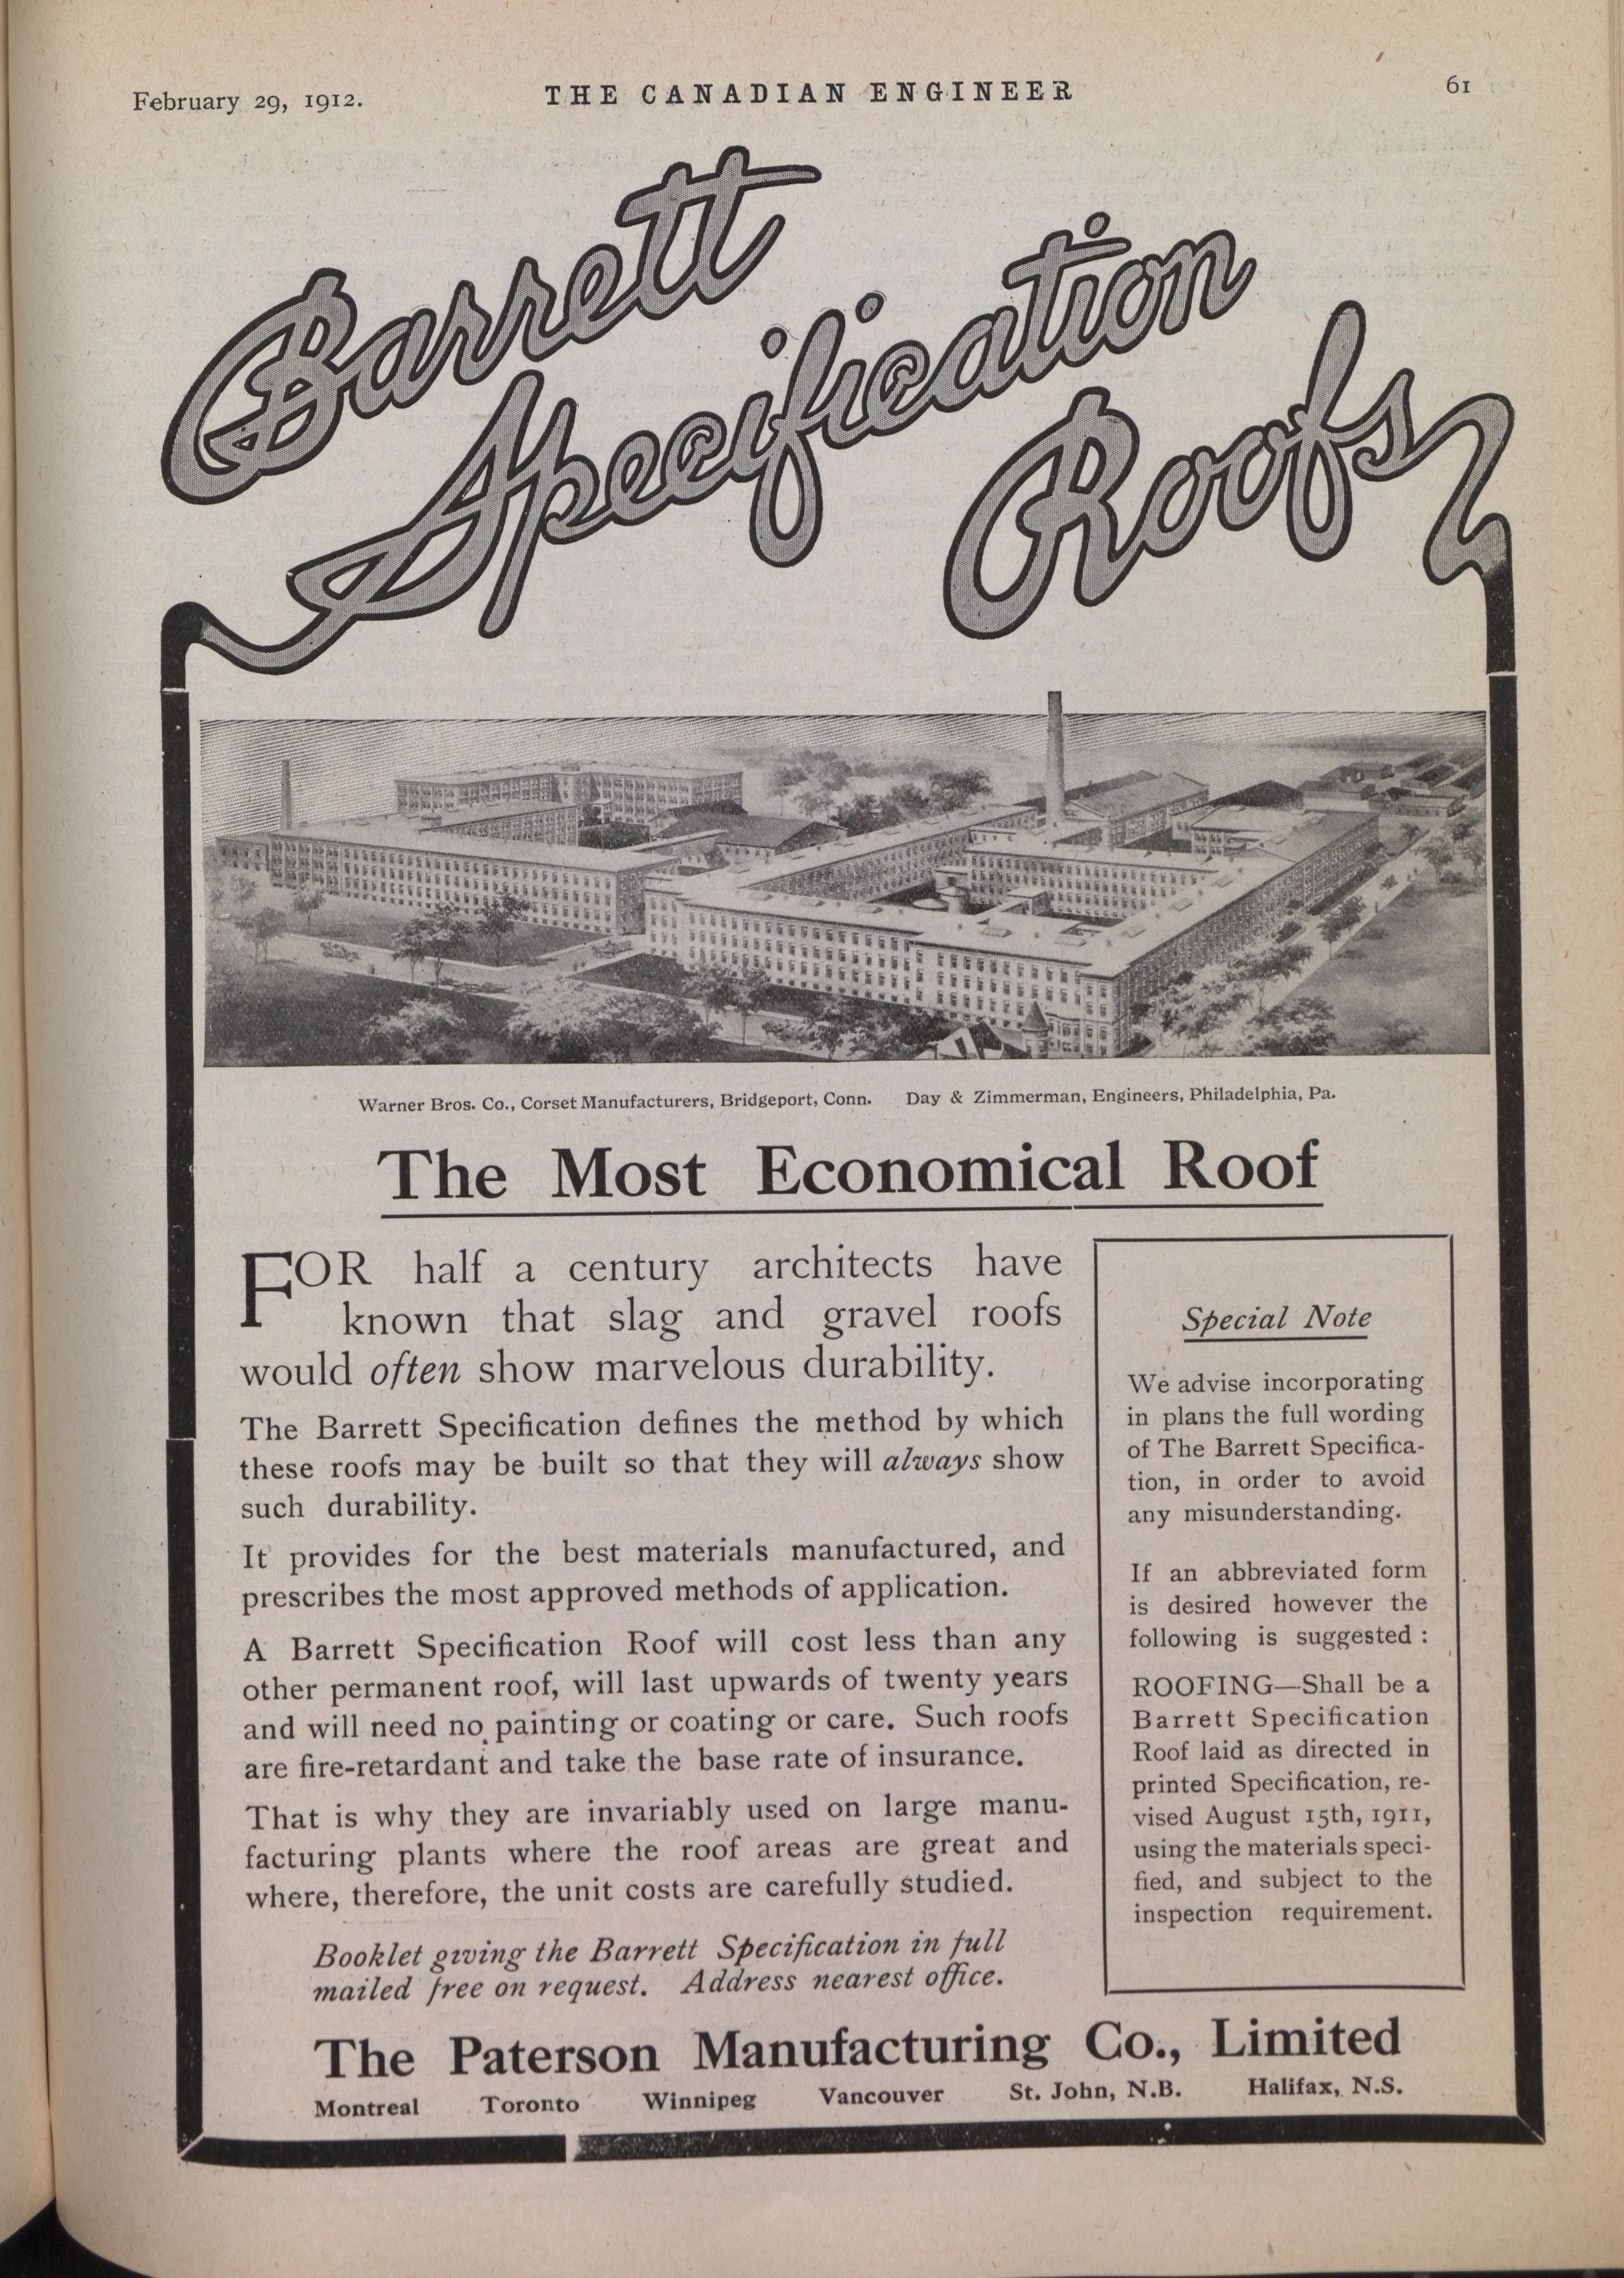 February 29, 1912.
THE CANADIAN ENGINEER
61
Barrett
Specification
Roofs
Warner Bros. Co., Corset Manufacturers, Bridgeport, Conn. Day & Zimmerman, Engineers, Philadelphia, Pa.
The Most Economical Roof
FOR half a century architects have
known that slag and gravel roofs
would often show marvelous durability.
The Barrett Specification defines the method by which
these roofs may be built so that they will always show
such durability.
It provides for the best materials manufactured, and
prescribes the most approved methods of application.
A Barrett Specification Roof will cost less than any
other permanent roof, will last upwards of twenty years
and will need no painting or coating or care. Such roofs
are fire-retardant and take the base rate of insurance.
That is why they are invariably used on large manu-
facturing plants where the roof areas are great and
where, therefore, the unit costs are carefully studied.
Booklet giving the Barrett Specification in full
mailed free on request. Address nearest office.
Special Note
We advise incorporating
in plans the full wording
of The Barrett Specifica-
tion, in order to avoid
any misunderstanding.
If an abbreviated form
is desired however the
following is suggested :
ROOFING—Shall be a
Barrett Specification
Roof laid as directed in
printed Specification, re-
vised August 15th, 1911,
using the materials speci-
fied, and subject to the
inspection requirement.
The Paterson Manufacturing Co., Limited
Montreal Toronto Winnipeg Vancouver St. John, N.B. Halifax, N.S.